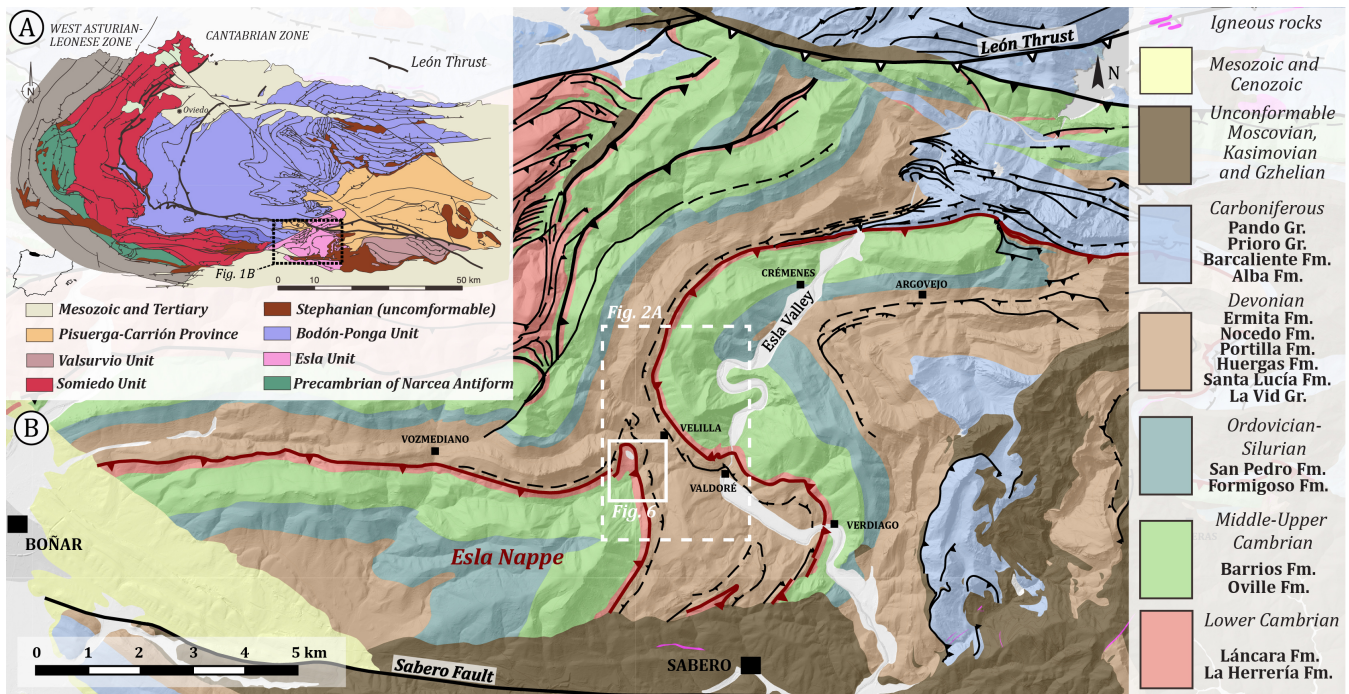 A
WEST ASTURIAN-
LEONESE ZONE
CANTABRIAN ZONE
León Thrust
N
Oviedo
Fig. 1B
0 10 50 km
Mesozoic and Tertiary
Pisuerga-Carrión Province
Valsurvio Unit
Somiedo Unit
Stephanian (uncomformable)
Bodón-Ponga Unit
Esla Unit
Precambrian of Narcea Antiform
B
León Thrust
N
CRÉMENES
ARGOVEJO
Esla Valley
Fig. 2A
VOZMEDIANO
VELILLA
VALDORÉ
Fig. 6
VERDIAGO
BOÑAR
Esla Nappe
SABERO
Sabero Fault
0 1 2 3 4 5 km
Igneous rocks
Mesozoic and
Cenozoic
Unconformable
Moscovian,
Kasimovian
and Gzhelian
Carboniferous
Pando Gr.
Prioro Gr.
Barcaliente Fm.
Alba Fm.
Devonian
Ermita Fm.
Nocedo Fm.
Portilla Fm.
Huergas Fm.
Santa Lucía Fm.
La Vid Gr.
Ordovician-
Silurian
San Pedro Fm.
Formigoso Fm.
Middle-Upper
Cambrian
Barrios Fm.
Oville Fm.
Lower Cambrian
Láncara Fm.
La Herrería Fm.